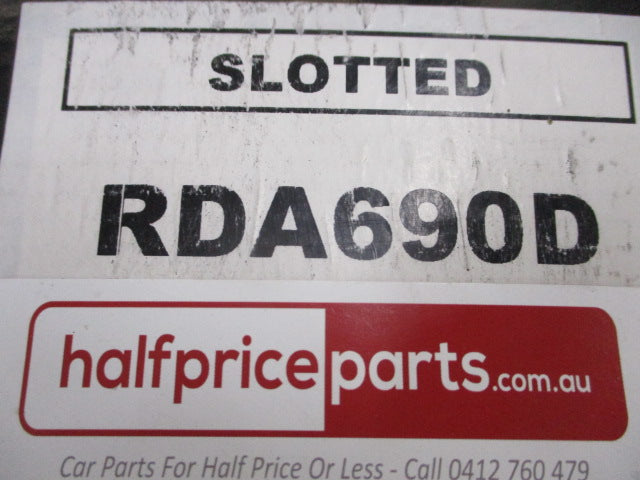 SLOTTED
RDA690D
halfpriceparts.com.au
Car Parts For Half Price Or Less - Call 0412 760 479